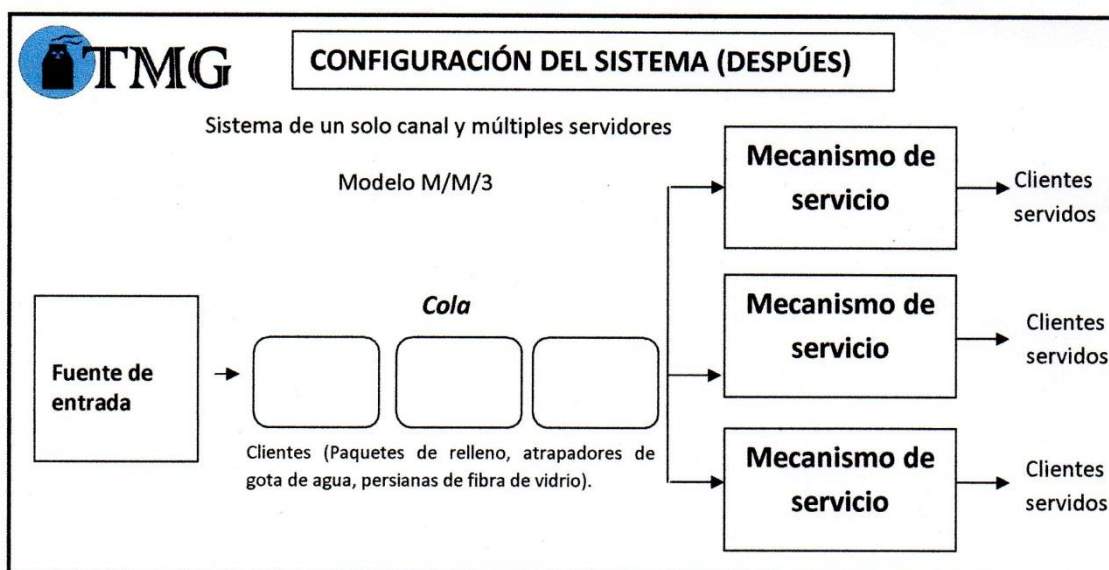 TMG
CONFIGURACIÓN DEL SISTEMA (DESPÚES)
Sistema de un solo canal y múltiples servidores
Modelo M/M/3
Fuente de
entrada
Cola
Clientes (Paquetes de relleno, atrapadores de
gota de agua, persianas de fibra de vidrio).
Mecanismo de
servicio
Clientes
servidos
Mecanismo de
servicio
Clientes
servidos
Mecanismo de
servicio
Clientes
servidos